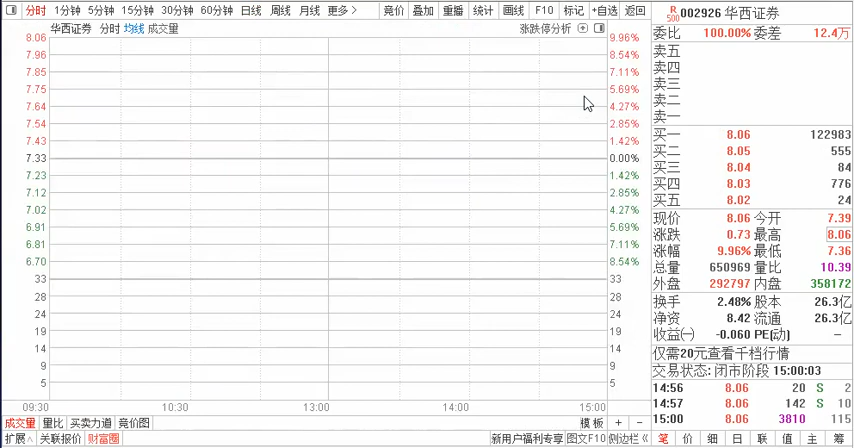 分时 1分钟 5分钟 15分钟 30分钟 60分钟 日线 周线 月线 更多 竞价 叠加 重播 统计 画线 F10 标记 +自选 返回
R 500 002926 华西证券
华西证券 分时 均线 成交量 涨跌停分析
8.06 9.96%
7.96 8.54%
7.85 7.11%
7.75 5.69%
7.64 4.27%
7.54 2.85%
7.43 1.42%
7.33 0.00%
7.23 1.42%
7.12 2.85%
7.02 4.27%
6.91 5.69%
6.81 7.11%
6.70 8.54%
33 33
28 28
24 24
19 19
14 14
9 9
5 5
09:30 10:30 13:00 14:00 15:00
成交量 量比 买卖力道 竞价图 模板 + -
扩展 关联报价 财富圈 新用户福利专享 图文F10 侧边栏
委比 100.00% 委差 12.4万
卖五
卖四
卖三
卖二
卖一
买一 8.06 122983
买二 8.05 555
买三 8.04 84
买四 8.03 776
买五 8.02 24
现价 8.06 今开 7.39
涨跌 0.73 最高 8.06
涨幅 9.96% 最低 7.36
总量 650969 量比 10.39
外盘 292797 内盘 358172
换手 2.48% 股本 26.3亿
净资 8.42 流通 26.3亿
收益(一) -0.060 PE(动) -
仅需20元查看千档行情
交易状态: 闭市阶段 15:00:03
14:56 8.06 20 S 2
14:57 8.06 142 S 10
15:00 8.06 3810 115
笔 价 细 日 联 值 主 筹